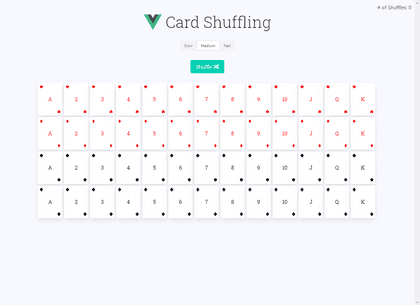 # of Shuffles: 0
Card Shuffling
Slow Medium Fast
Shuffle
A 2 3 4 5 6 7 8 9 10 J Q K
A 2 3 4 5 6 7 8 9 10 J Q K
A 2 3 4 5 6 7 8 9 10 J Q K
A 2 3 4 5 6 7 8 9 10 J Q K